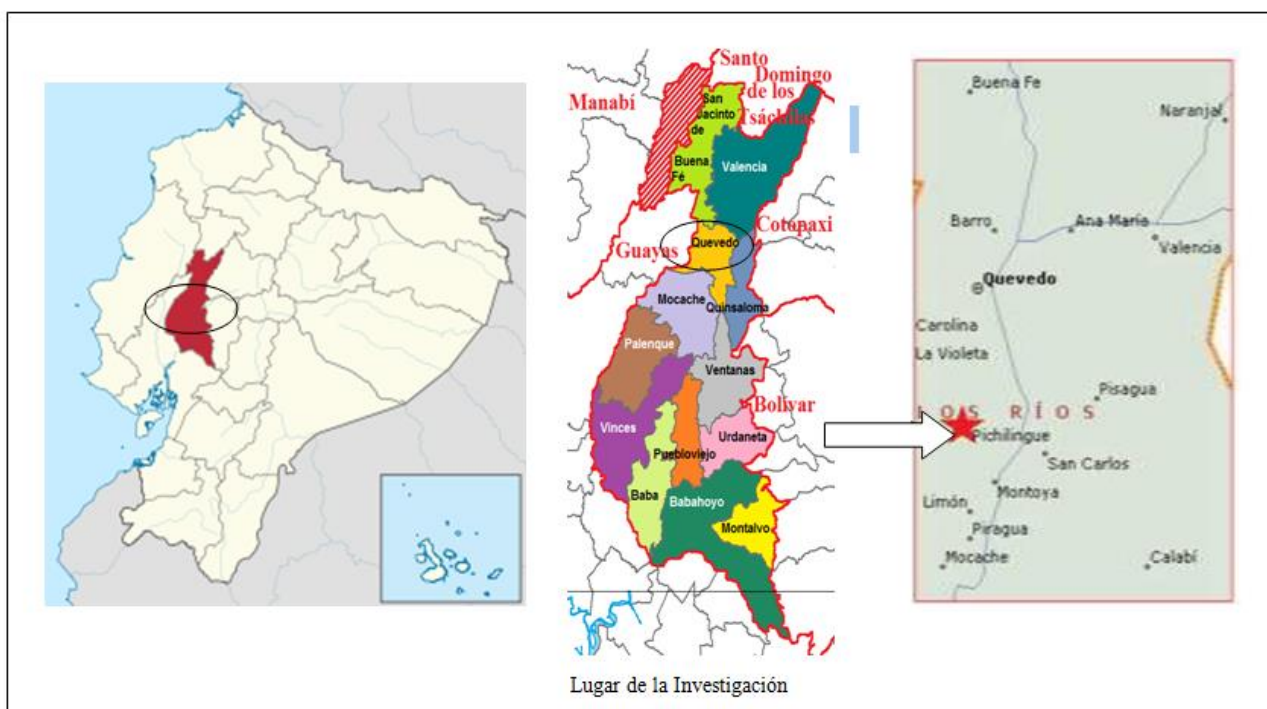 Santo
Domingo
de los
Tsáchilas
Manabí
San
Jacinto
de
Buena
Fé
Valencia
Cotopaxi
Guayas
Quevedo
Mocache
Quinsaloma
Palenque
Ventanas
Bolívar
Vinces
Urdaneta
Puebloviejo
Baba
Babahoyo
Montalvo
Buena Fe
Naranjal
Barro
Ana María
Valencia
Quevedo
Carolina
La Violeta
Pisagua
LOS RÍOS
Pichilingue
San Carlos
Montoya
Limón
Piragua
Mocache
Calabí
Lugar de la Investigación